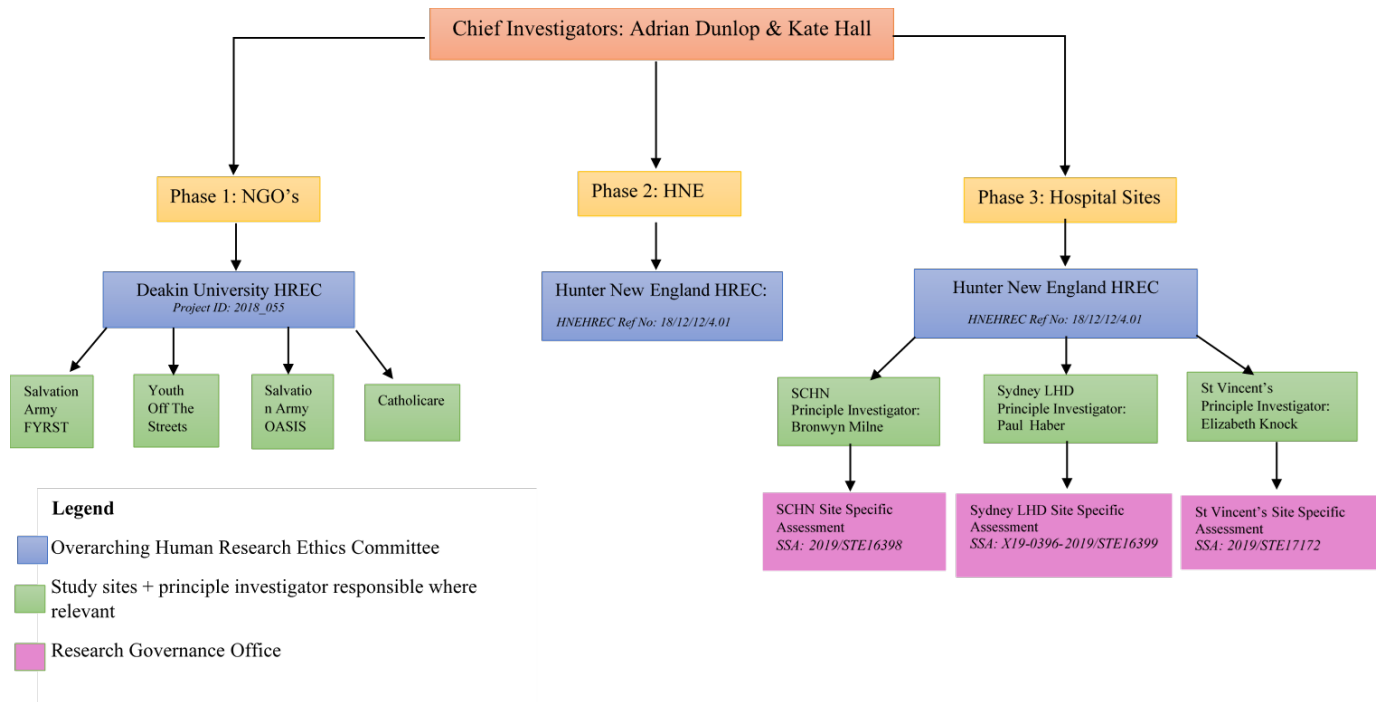 Chief Investigators: Adrian Dunlop & Kate Hall
Phase 1: NGO's
Phase 2: HNE
Phase 3: Hospital Sites
Deakin University HREC
Project ID: 2018_055
Hunter New England HREC:
HNEHREC Ref No: 18/12/12/4.01
Hunter New England HREC
HNEHREC Ref No: 18/12/12/4.01
Salvation
Army
FYRST
Youth
Off The
Streets
Salvatio
n Army
OASIS
Catholicare
SCHN
Principle Investigator:
Bronwyn Milne
Sydney LHD
Principle Investigator:
Paul Haber
St Vincent's
Principle Investigator:
Elizabeth Knock
SCHN Site Specific
Assessment
SSA: 2019/STE16398
Sydney LHD Site Specific
Assessment
SSA: X19-0396-2019/STE16399
St Vincent's Site Specific
Assessment
SSA: 2019/STE17172
Legend
Overarching Human Research Ethics Committee
Study sites + principle investigator responsible where
relevant
Research Governance Office